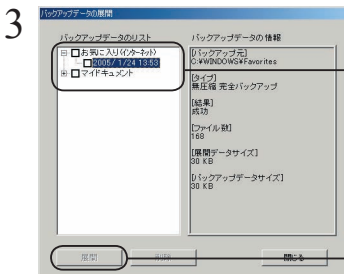 3
バックアップデータの展開
バックアップデータのリスト
お気に入り(インターネット)
2005/ 1/24 13:53
マイドキュメント
バックアップデータの情報
[バックアップ元]
C:¥WINDOWS¥Favorites
[タイプ]
無圧縮 完全バックアップ
[結果]
成功
[ファイル数]
168
[展開データサイズ]
30 KB
[バックアップデータサイズ]
30 KB
展開
削除
閉じる